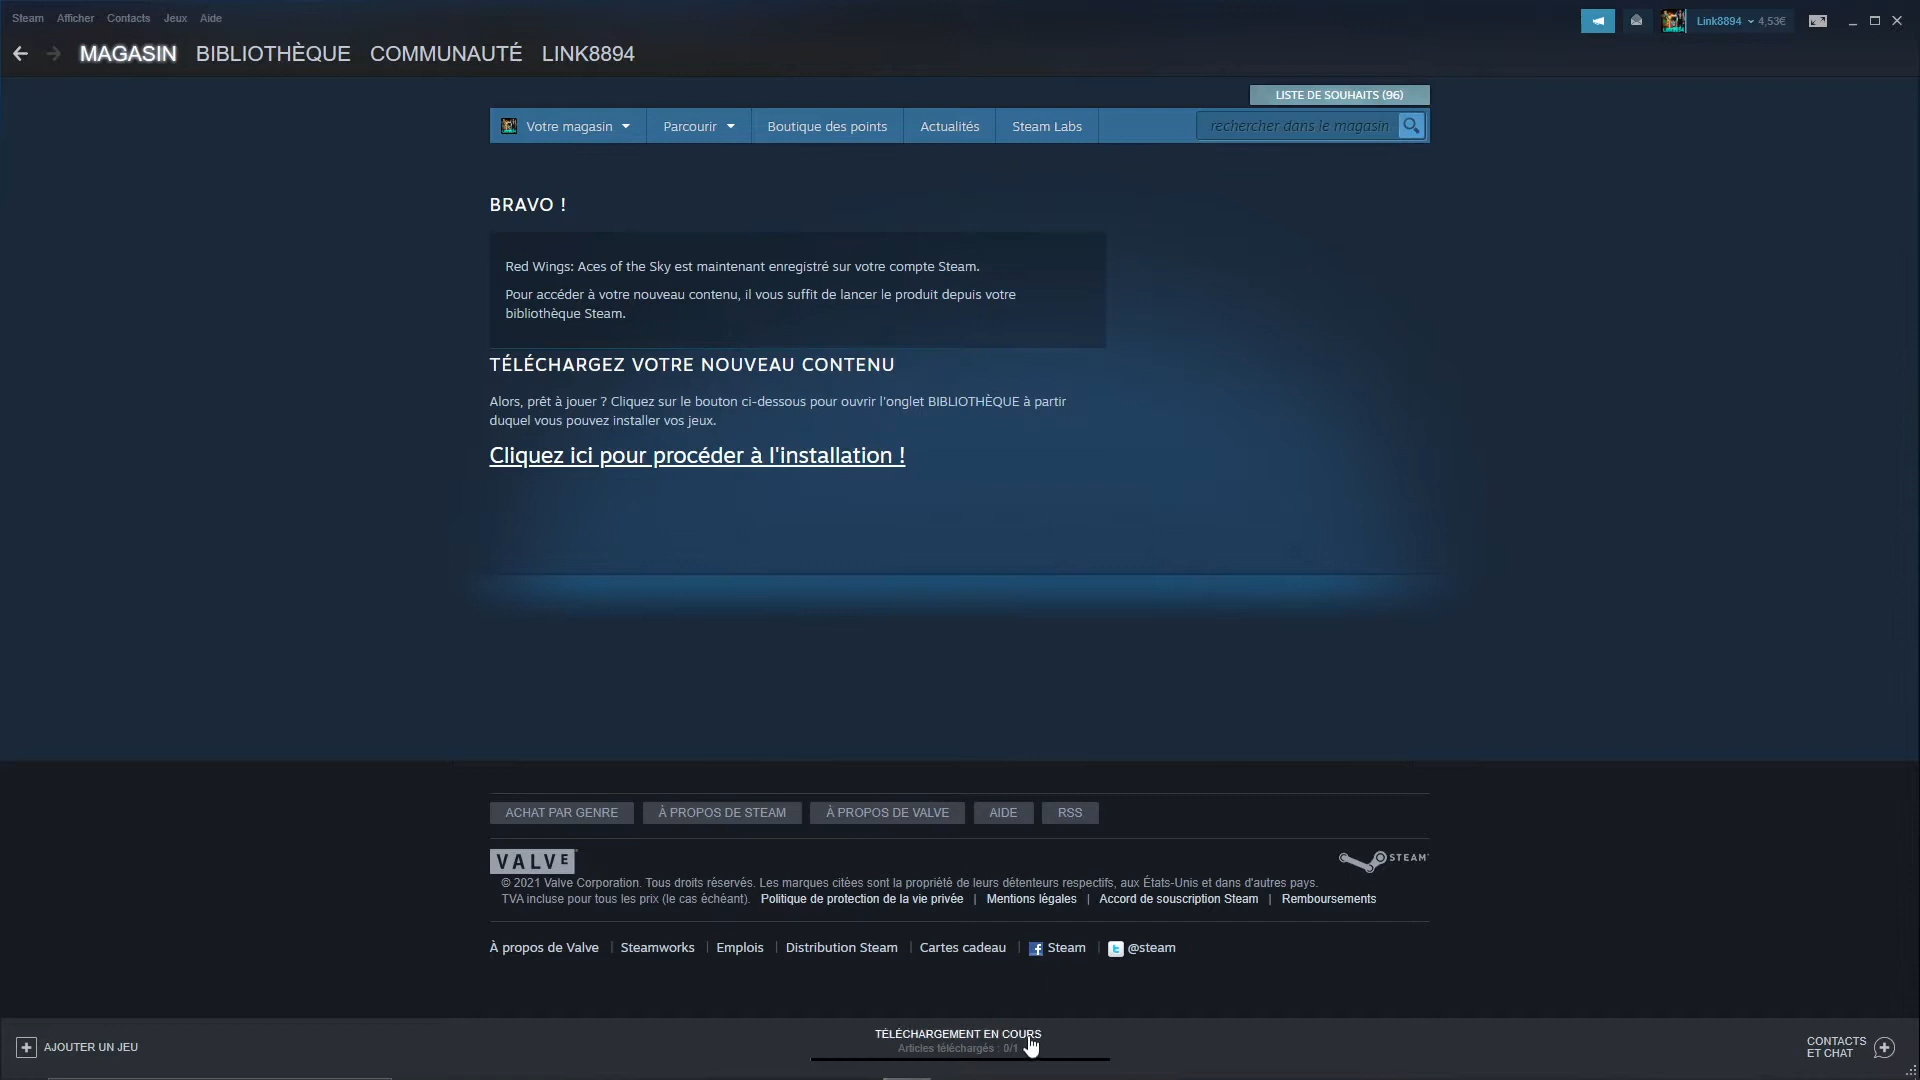 Steam Afficher Contacts Jeux Aide
Link8894 4,53€
MAGASIN BIBLIOTHÈQUE COMMUNAUTÉ LINK8894
LISTE DE SOUHAITS (96)
Votre magasin Parcourir Boutique des points Actualités Steam Labs rechercher dans le magasin
BRAVO !
Red Wings: Aces of the Sky est maintenant enregistré sur votre compte Steam.
Pour accéder à votre nouveau contenu, il vous suffit de lancer le produit depuis votre
bibliothèque Steam.
TÉLÉCHARGEZ VOTRE NOUVEAU CONTENU
Alors, prêt à jouer ? Cliquez sur le bouton ci-dessous pour ouvrir l'onglet BIBLIOTHÈQUE à partir
duquel vous pouvez installer vos jeux.
Cliquez ici pour procéder à l'installation !
ACHAT PAR GENRE À PROPOS DE STEAM À PROPOS DE VALVE AIDE RSS
VALVE STEAM
© 2021 Valve Corporation. Tous droits réservés. Les marques citées sont la propriété de leurs détenteurs respectifs, aux États-Unis et dans d'autres pays.
TVA incluse pour tous les prix (le cas échéant). Politique de protection de la vie privée | Mentions légales | Accord de souscription Steam | Remboursements
À propos de Valve | Steamworks | Emplois | Distribution Steam | Cartes cadeau | Steam | @steam
TÉLÉCHARGEMENT EN COURS
Articles téléchargés : 0/1
AJOUTER UN JEU
CONTACTS
ET CHAT